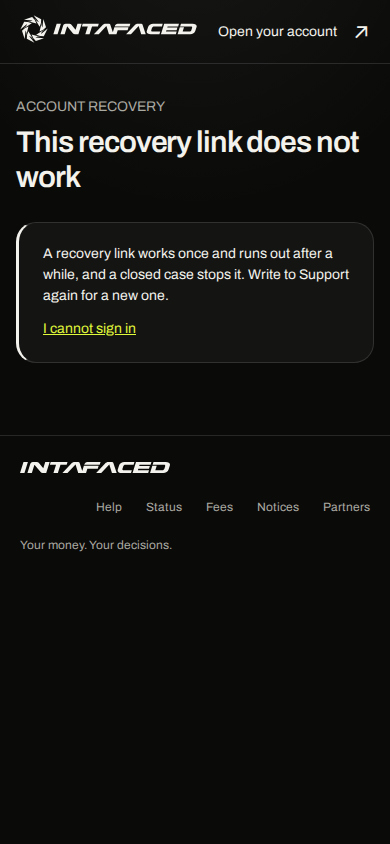 INTAFACED
Open your account
ACCOUNT RECOVERY
This recovery link does not
work
A recovery link works once and runs out after a
while, and a closed case stops it. Write to Support
again for a new one.
I cannot sign in
INTAFACED
Help Status Fees Notices Partners
Your money. Your decisions.